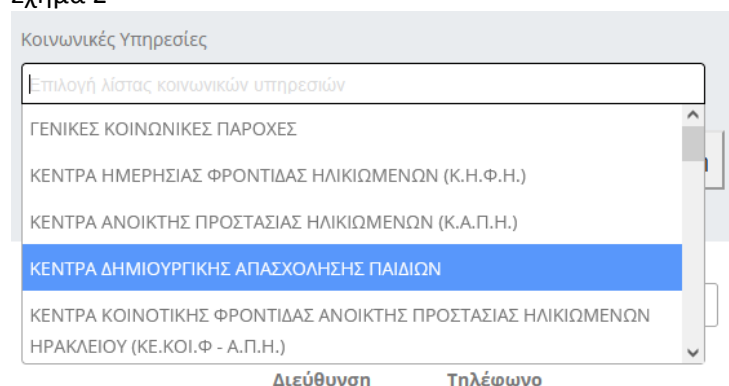 Σχήμα 2
Κοινωνικές Υπηρεσίες
Επιλογή λίστας κοινωνικών υπηρεσιών
ΓΕΝΙΚΕΣ ΚΟΙΝΩΝΙΚΕΣ ΠΑΡΟΧΕΣ
ΚΕΝΤΡΑ ΗΜΕΡΗΣΙΑΣ ΦΡΟΝΤΙΔΑΣ ΗΛΙΚΙΩΜΕΝΩΝ (Κ.Η.Φ.Η.)
ΚΕΝΤΡΑ ΑΝΟΙΚΤΗΣ ΠΡΟΣΤΑΣΙΑΣ ΗΛΙΚΙΩΜΕΝΩΝ (Κ.Α.Π.Η.)
ΚΕΝΤΡΑ ΔΗΜΙΟΥΡΓΙΚΗΣ ΑΠΑΣΧΟΛΗΣΗΣ ΠΑΙΔΙΩΝ
ΚΕΝΤΡΑ ΚΟΙΝΟΤΙΚΗΣ ΦΡΟΝΤΙΔΑΣ ΑΝΟΙΚΤΗΣ ΠΡΟΣΤΑΣΙΑΣ ΗΛΙΚΙΩΜΕΝΩΝ
ΗΡΑΚΛΕΙΟΥ (ΚΕ.ΚΟΙ.Φ - Α.Π.Η.)
Διεύθυνση Τηλέφωνο